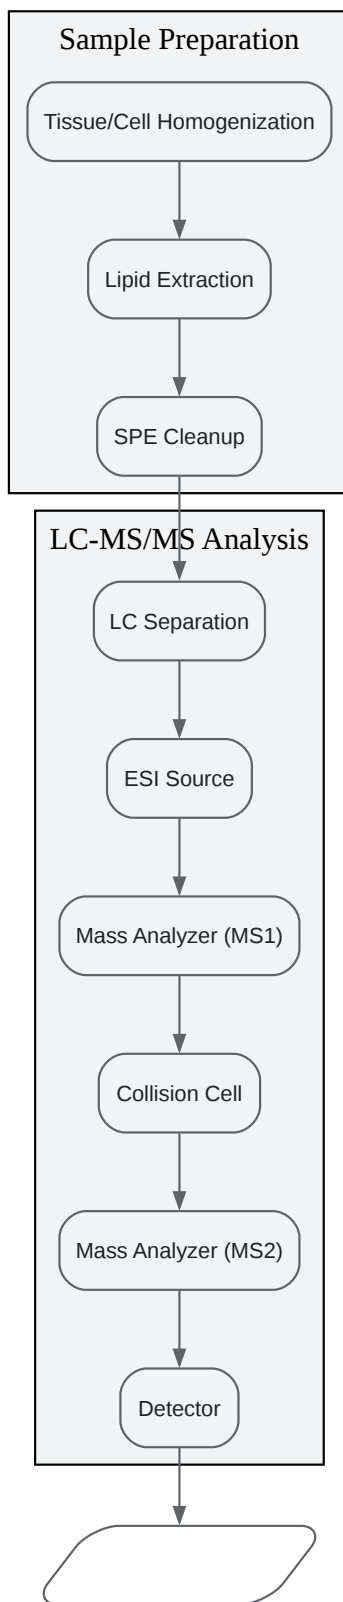 Sample Preparation
Tissue/Cell Homogenization
Lipid Extraction
SPE Cleanup
LC-MS/MS Analysis
LC Separation
ESI Source
Mass Analyzer (MS1)
Collision Cell
Mass Analyzer (MS2)
Detector